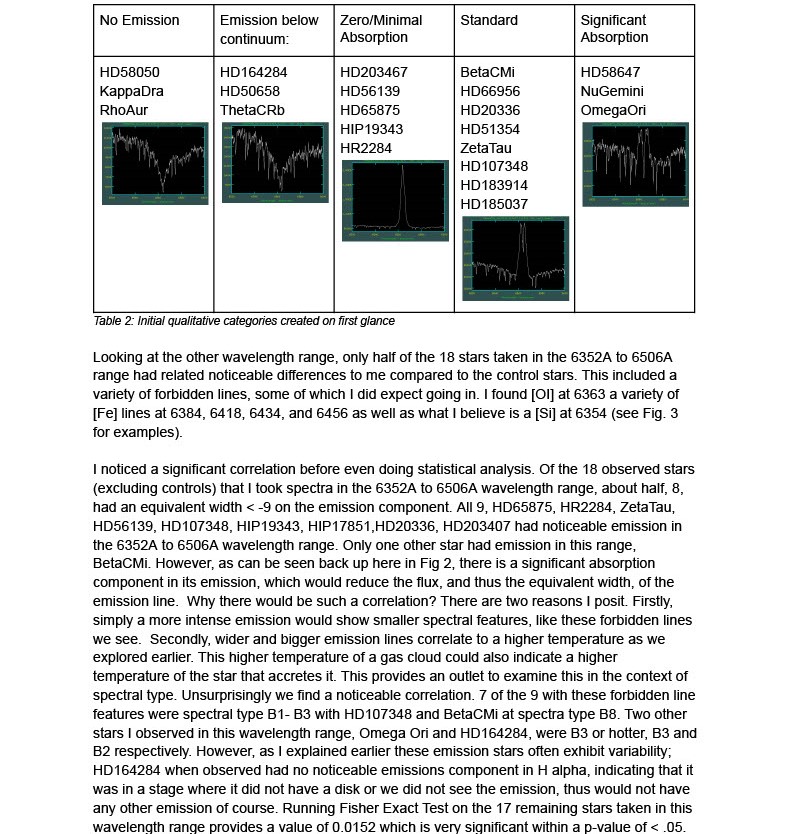 No Emission
Emission below
continuum:
Zero/Minimal
Absorption
Standard
Significant
Absorption
HD58050
KappaDra
RhoAur
HD164284
HD50658
ThetaCRb
HD203467
HD56139
HD65875
HIP19343
HR2284
BetaCMi
HD66956
HD20336
HD51354
ZetaTau
HD107348
HD183914
HD185037
HD58647
NuGemini
OmegaOri
Table 2: Initial qualitative categories created on first glance
Looking at the other wavelength range, only half of the 18 stars taken in the 6352A to 6506A
range had related noticeable differences to me compared to the control stars. This included a
variety of forbidden lines, some of which I did expect going in. I found [OI] at 6363 a variety of
[Fe] lines at 6384, 6418, 6434, and 6456 as well as what I believe is a [Si] at 6354 (see Fig. 3
for examples).
I noticed a significant correlation before even doing statistical analysis. Of the 18 observed stars
(excluding controls) that I took spectra in the 6352A to 6506A wavelength range, about half, 8,
had an equivalent width < -9 on the emission component. All 9, HD65875, HR2284, ZetaTau,
HD56139, HD107348, HIP19343, HIP17851,HD20336, HD203407 had noticeable emission in
the 6352A to 6506A wavelength range. Only one other star had emission in this range,
BetaCMi. However, as can be seen back up here in Fig 2, there is a significant absorption
component in its emission, which would reduce the flux, and thus the equivalent width, of the
emission line.  Why there would be such a correlation? There are two reasons I posit. Firstly,
simply a more intense emission would show smaller spectral features, like these forbidden lines
we see.  Secondly, wider and bigger emission lines correlate to a higher temperature as we
explored earlier. This higher temperature of a gas cloud could also indicate a higher
temperature of the star that accretes it. This provides an outlet to examine this in the context of
spectral type. Unsurprisingly we find a noticeable correlation. 7 of the 9 with these forbidden line
features were spectral type B1- B3 with HD107348 and BetaCMi at spectra type B8. Two other
stars I observed in this wavelength range, Omega Ori and HD164284, were B3 or hotter, B3 and
B2 respectively. However, as I explained earlier these emission stars often exhibit variability;
HD164284 when observed had no noticeable emissions component in H alpha, indicating that it
was in a stage where it did not have a disk or we did not see the emission, thus would not have
any other emission of course. Running Fisher Exact Test on the 17 remaining stars taken in this
wavelength range provides a value of 0.0152 which is very significant within a p-value of < .05.